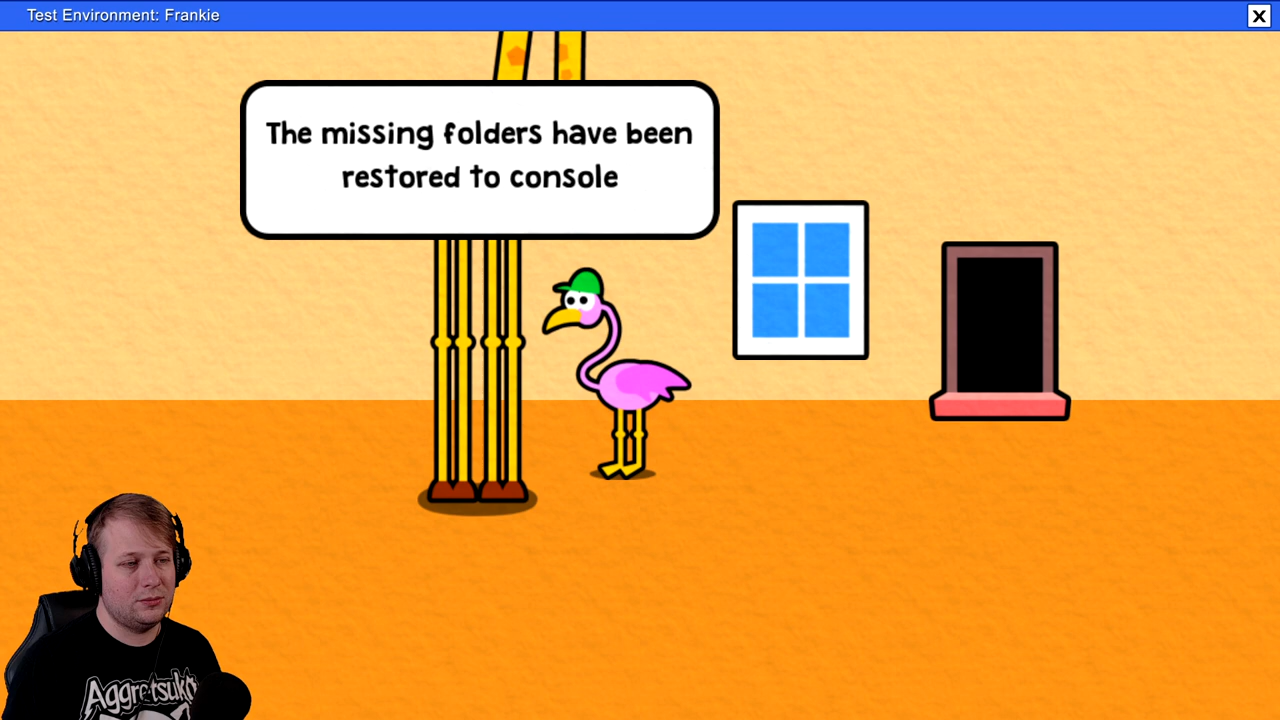 Test Environment: Frankie
The missing folders have been
restored to console
Aggretsuko